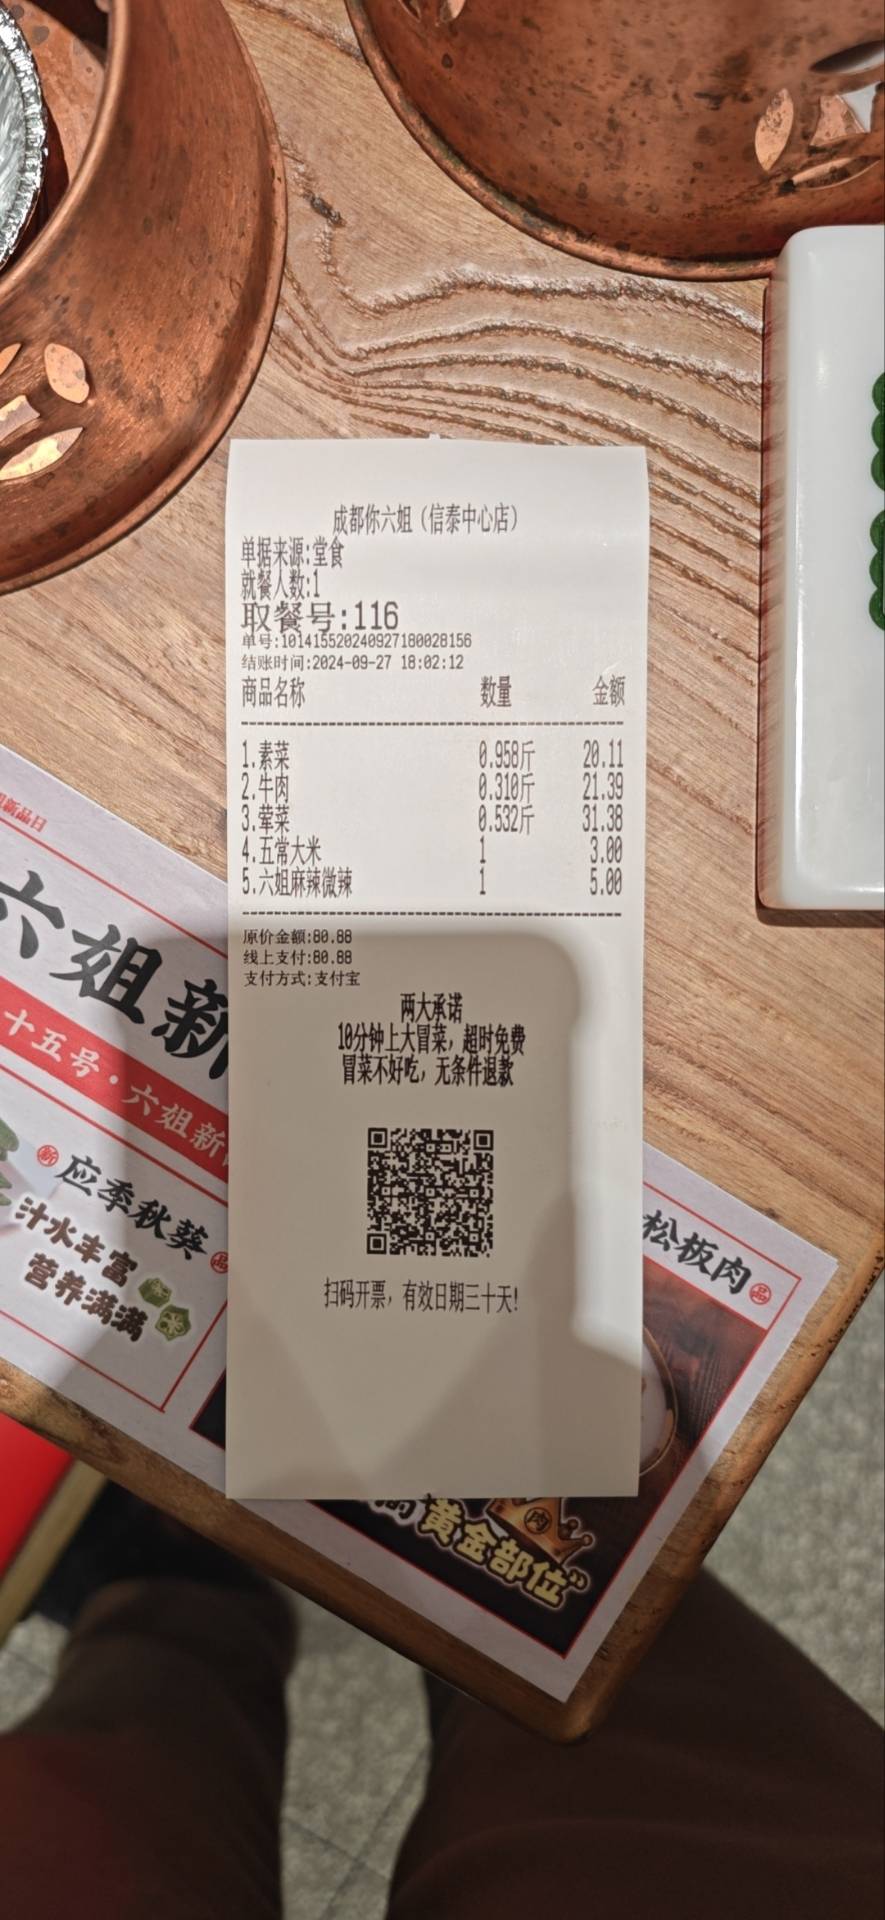 成都你六姐（信泰中心店）
单据来源:堂食
就餐人数:1
取餐号:116
单号:101415520240927180028156
结账时间:2024-09-27 18:02:12
商品名称 数量 金额
1.素菜 0.958斤 20.11
2.牛肉 0.310斤 21.39
3.荤菜 0.532斤 31.38
4.五常大米 1 3.00
5.六姐麻辣微辣 1 5.00
原价金额:80.88
线上支付:80.88
支付方式:支付宝
两大承诺
10分钟上大冒菜，超时免费
冒菜不好吃，无条件退款
扫码开票，有效日期三十天!
新品日
六姐新
十五号·六姐新
新 应季秋葵 品
汁水丰富
营养满满
松板肉 品
肉
黄金部位"